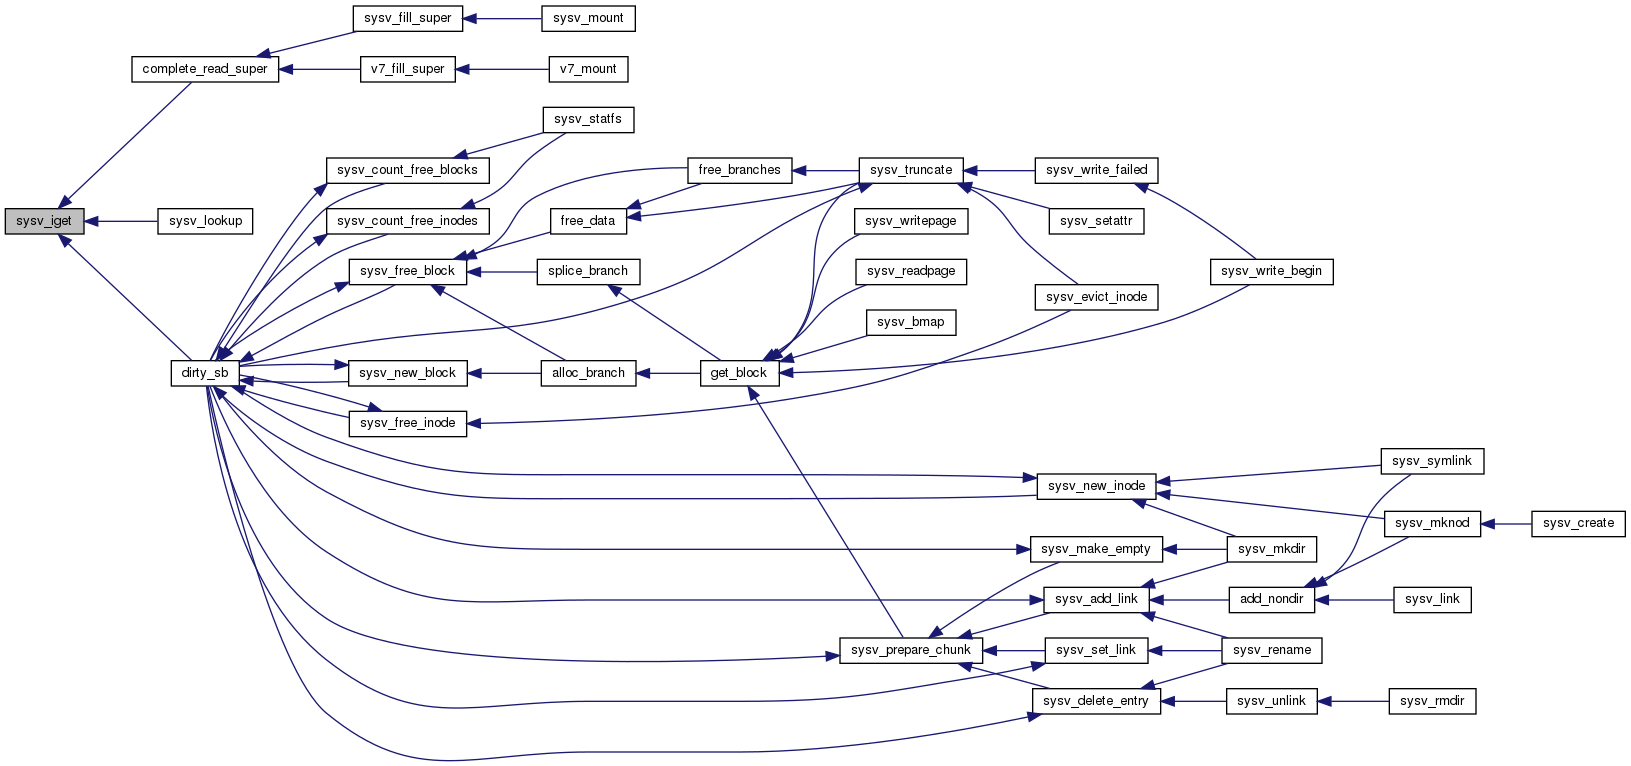 sysv_fill_super
sysv_mount
complete_read_super
v7_fill_super
v7_mount
sysv_statfs
sysv_count_free_blocks
free_branches
sysv_truncate
sysv_write_failed
sysv_iget
sysv_lookup
sysv_count_free_inodes
free_data
sysv_writepage
sysv_setattr
sysv_free_block
splice_branch
sysv_readpage
sysv_write_begin
sysv_evict_inode
sysv_bmap
dirty_sb
sysv_new_block
alloc_branch
get_block
sysv_free_inode
sysv_symlink
sysv_new_inode
sysv_mknod
sysv_create
sysv_make_empty
sysv_mkdir
sysv_add_link
add_nondir
sysv_link
sysv_prepare_chunk
sysv_set_link
sysv_rename
sysv_delete_entry
sysv_unlink
sysv_rmdir